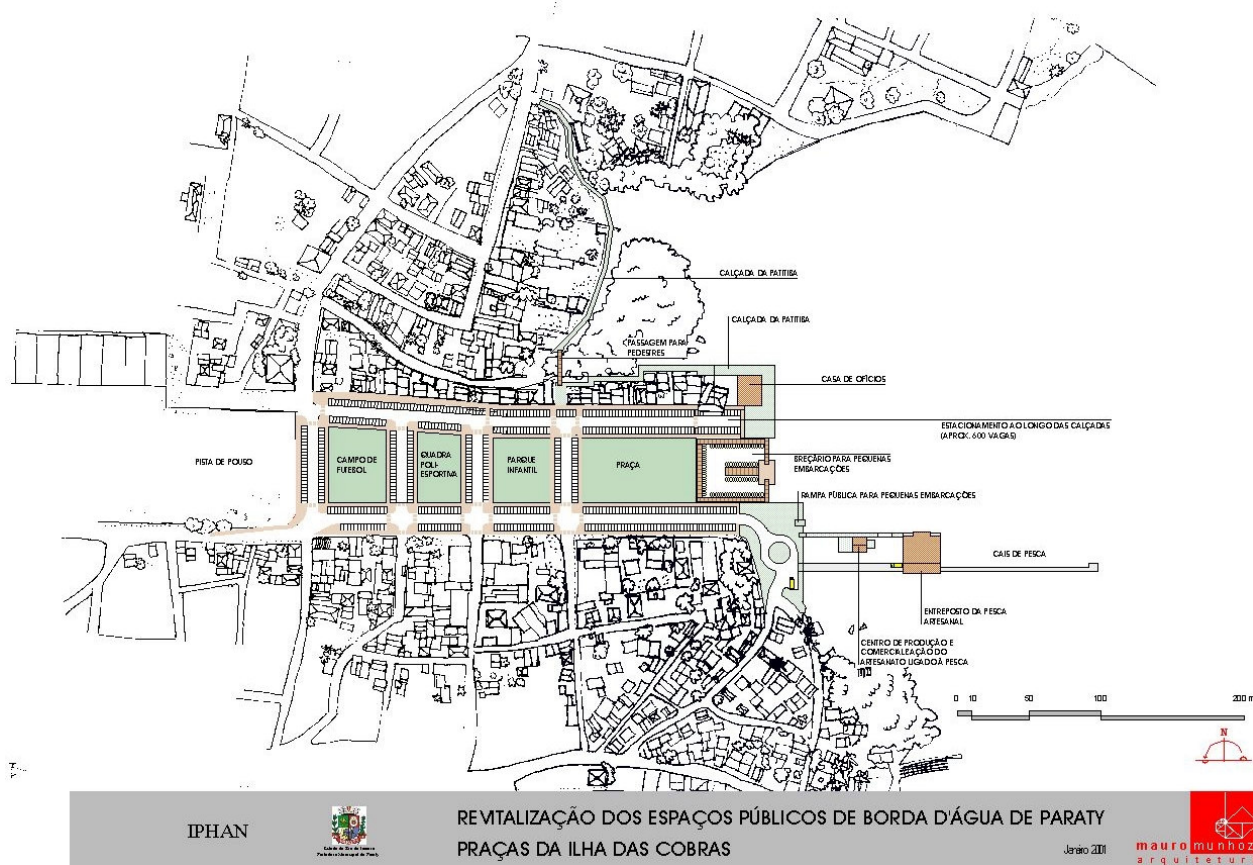 CALÇADA DA PATITIBA
CALÇADA DA PATITIBA
PASSAGEM PARA
PEDESTRES
CASA DE OFÍCIOS
ESTACIONAMENTO AO LONGO DAS CALÇADAS
(APROX. 600 VAGAS)
PISTA DE POUSO
CAMPO DE
FUTEBOL
QUADRA
POLI-
ESPORTIVA
PARQUE
INFANTIL
PRAÇA
BREÇÁRIO PARA PEQUENAS
EMBARCAÇÕES
RAMPA PÚBLICA PARA PEQUENAS EMBARCAÇÕES
CAIS DE PESCA
ENTREPOSTO DA PESCA
ARTESANAL
CENTRO DE PRODUÇÃO E
COMERCIALIZAÇÃO DO
ARTESANATO LIGADO À PESCA
0 10 50 100 200 m
N
IPHAN
REVITALIZAÇÃO DOS ESPAÇOS PÚBLICOS DE BORDA D'ÁGUA DE PARATY
PRAÇAS DA ILHA DAS COBRAS
Janeiro 2001
mauro munhoz
arquitetura